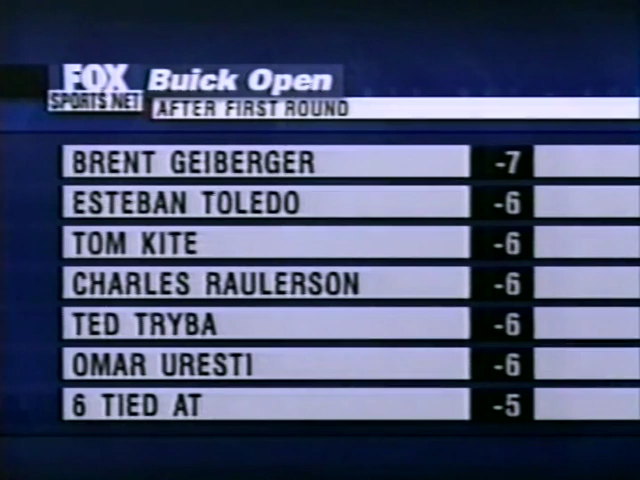 FOX
SPORTS NET
Buick Open
AFTER FIRST ROUND
BRENT GEIBERGER -7
ESTEBAN TOLEDO -6
TOM KITE -6
CHARLES RAULERSON -6
TED TRYBA -6
OMAR URESTI -6
6 TIED AT -5